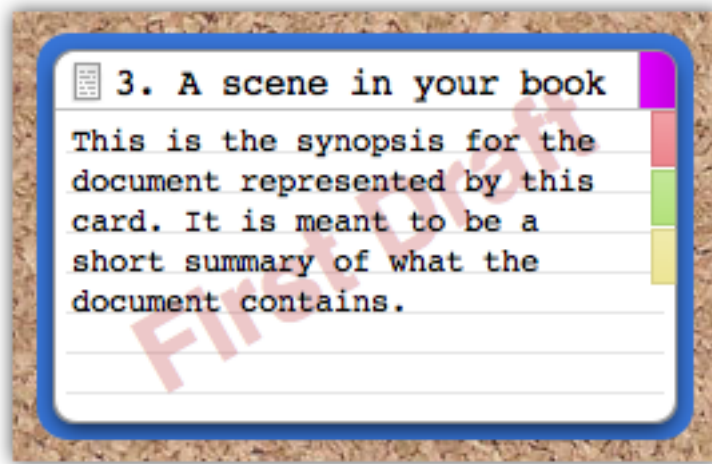 3. A scene in your book
This is the synopsis for the
document represented by this
card. It is meant to be a
short summary of what the
document contains.
First Draft